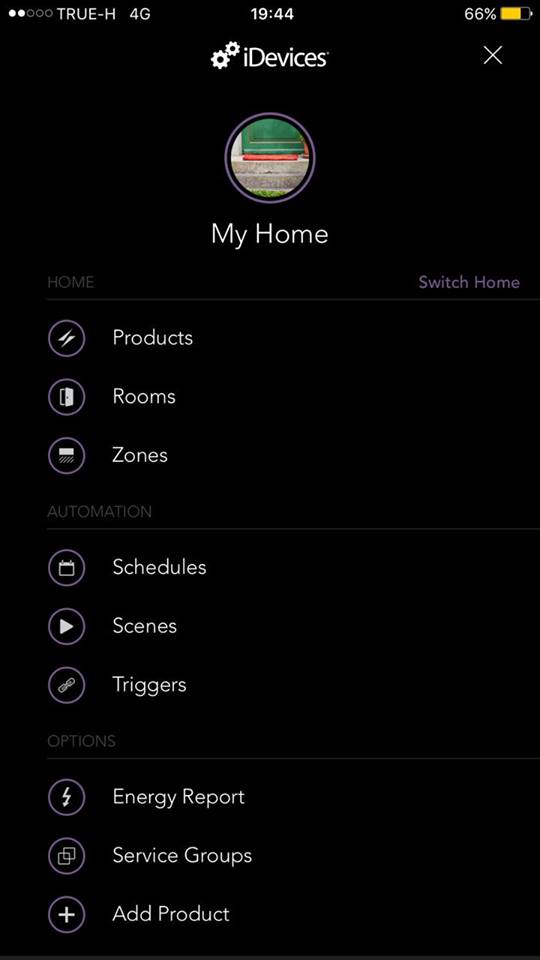 TRUE-H 4G 19:44 66%
iDevices
My Home
HOME Switch Home
Products
Rooms
Zones
AUTOMATION
Schedules
Scenes
Triggers
OPTIONS
Energy Report
Service Groups
Add Product